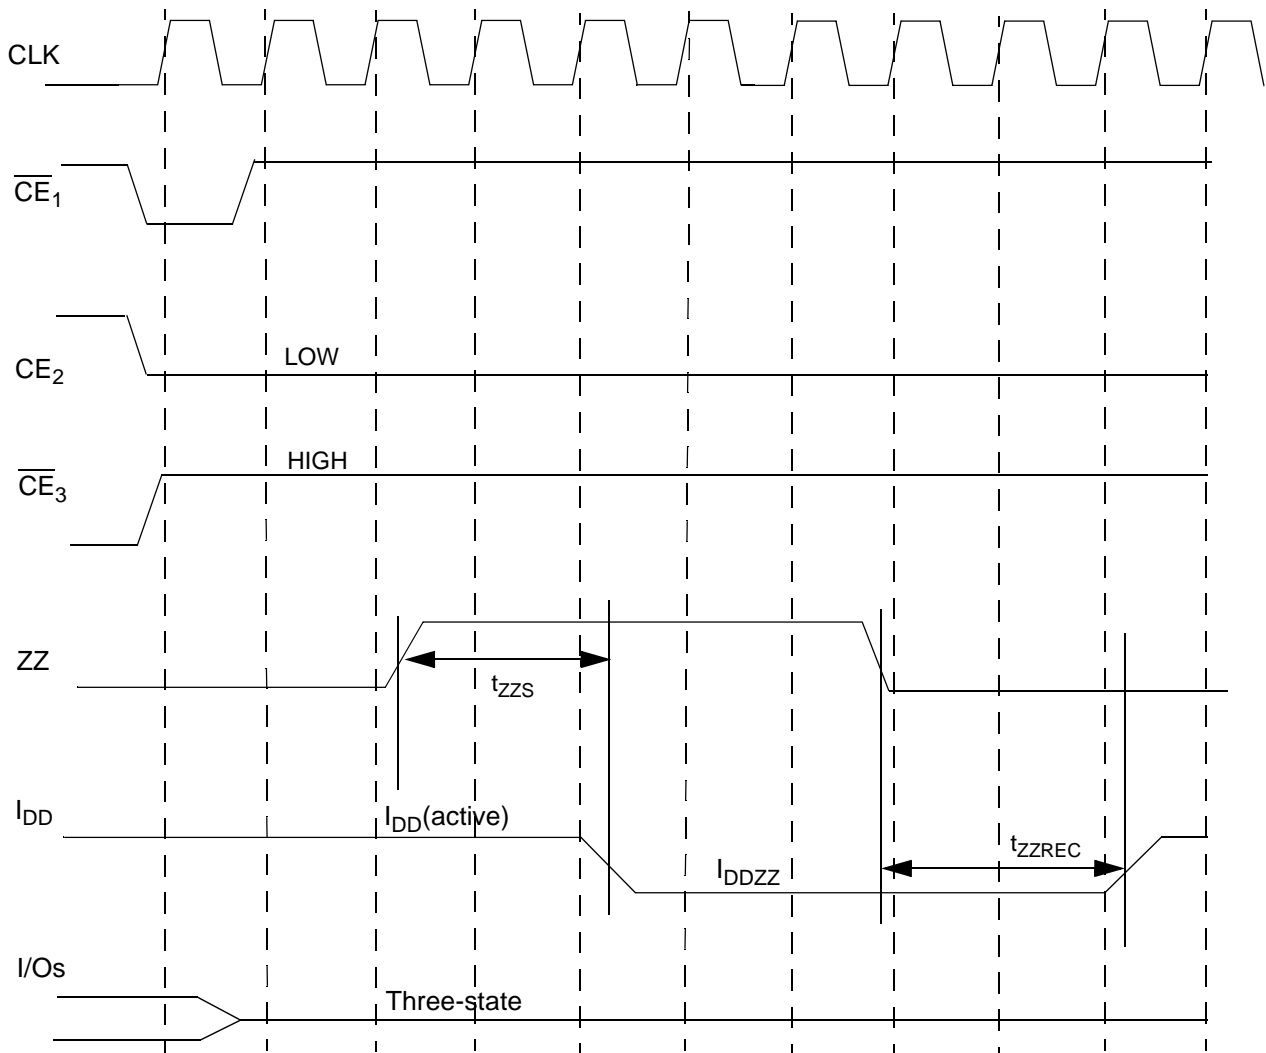 CLK
CE1
CE2
LOW
CE3
HIGH
ZZ
tZZS
IDD
IDD(active)
IDDZZ
tZZREC
I/Os
Three-state